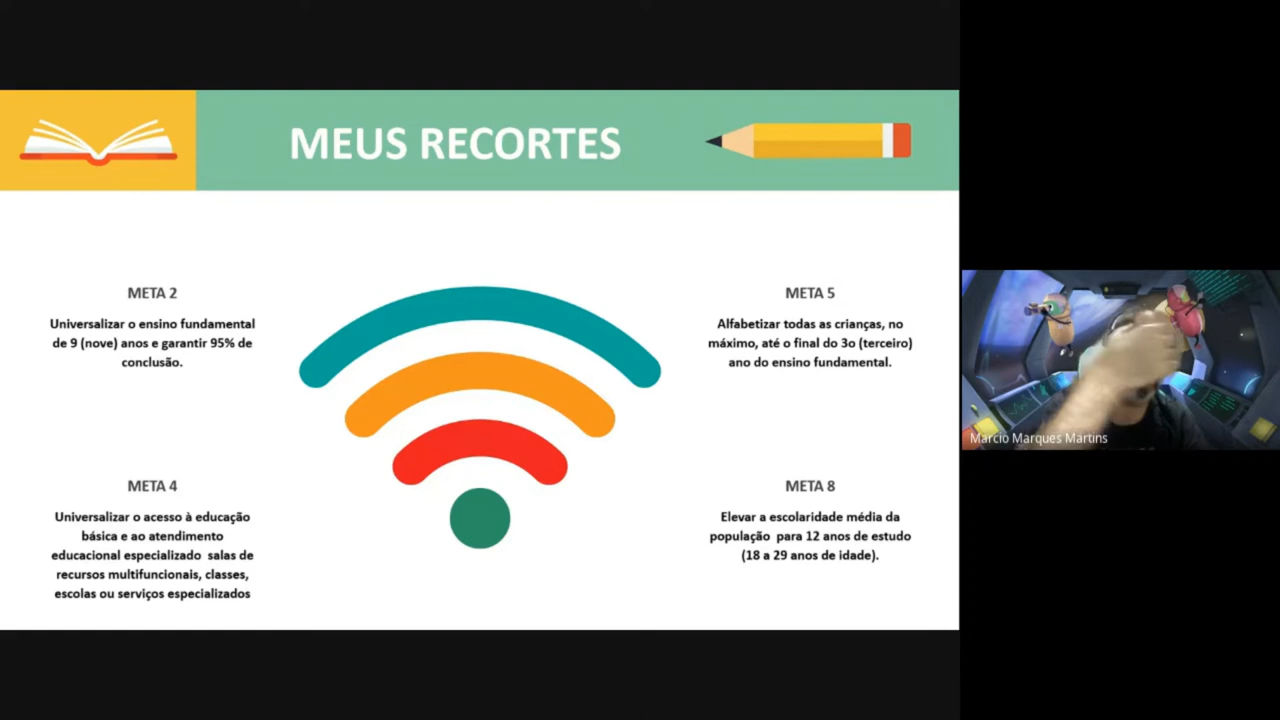 MEUS RECORTES
META 2
Universalizar o ensino fundamental
de 9 (nove) anos e garantir 95% de
conclusão.
META 4
Universalizar o acesso à educação
básica e ao atendimento
educacional especializado salas de
recursos multifuncionais, classes,
escolas ou serviços especializados
META 5
Alfabetizar todas as crianças, no
máximo, até o final do 3o (terceiro)
ano do ensino fundamental.
META 8
Elevar a escolaridade média da
população para 12 anos de estudo
(18 a 29 anos de idade).
Marcio Marques Martins